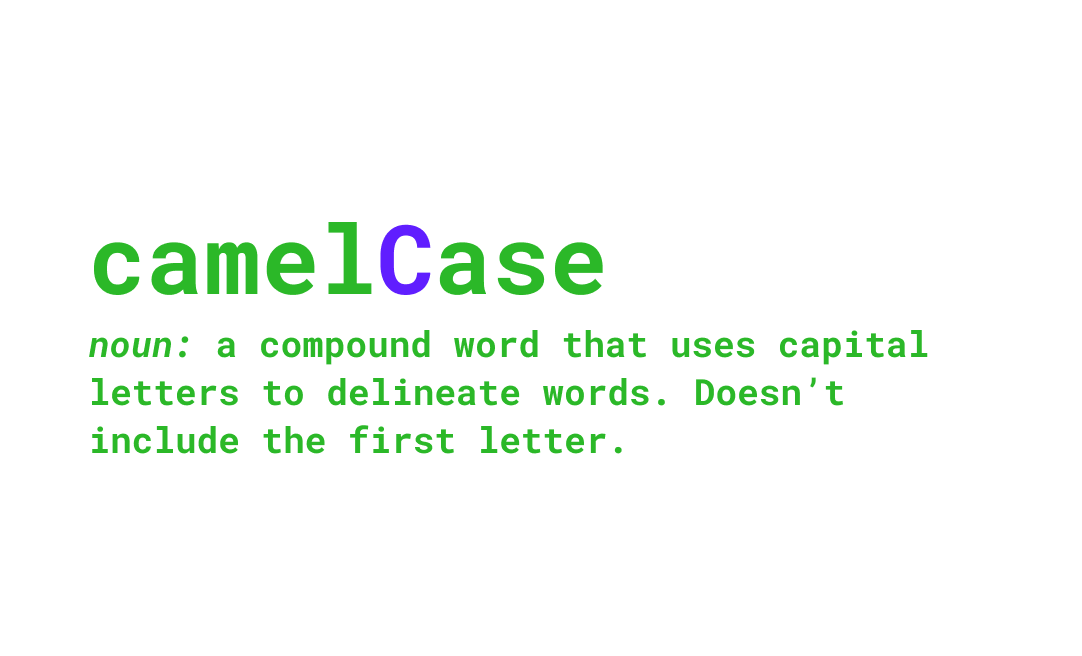 camelCase
noun: a compound word that uses capital
letters to delineate words. Doesn’t
include the first letter.